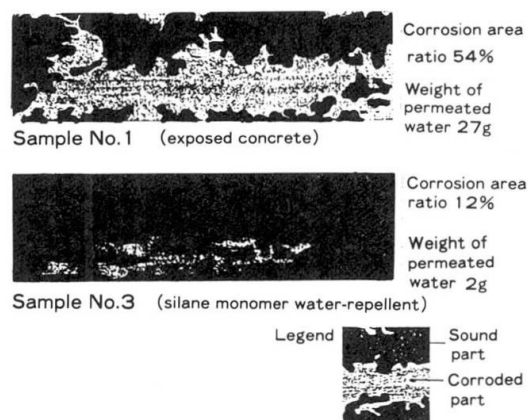 Corrosion area
ratio 54%
Weight of
permeated
water 27g
Sample No.1 (exposed concrete)
Corrosion area
ratio 12%
Weight of
permeated
water 2g
Sample No.3 (silane monomer water-repellent)
Legend
Sound
part
Corroded
part